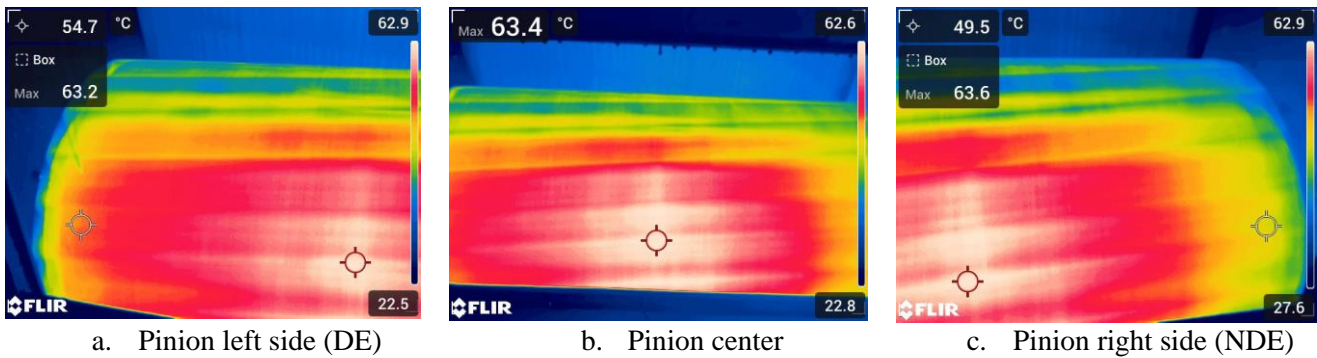 54.7 °C
62.9
Box
Max 63.2
22.5
FLIR
a. Pinion left side (DE)
Max 63.4 °C
62.6
22.8
FLIR
b. Pinion center
49.5 °C
62.9
Box
Max 63.6
27.6
FLIR
c. Pinion right side (NDE)